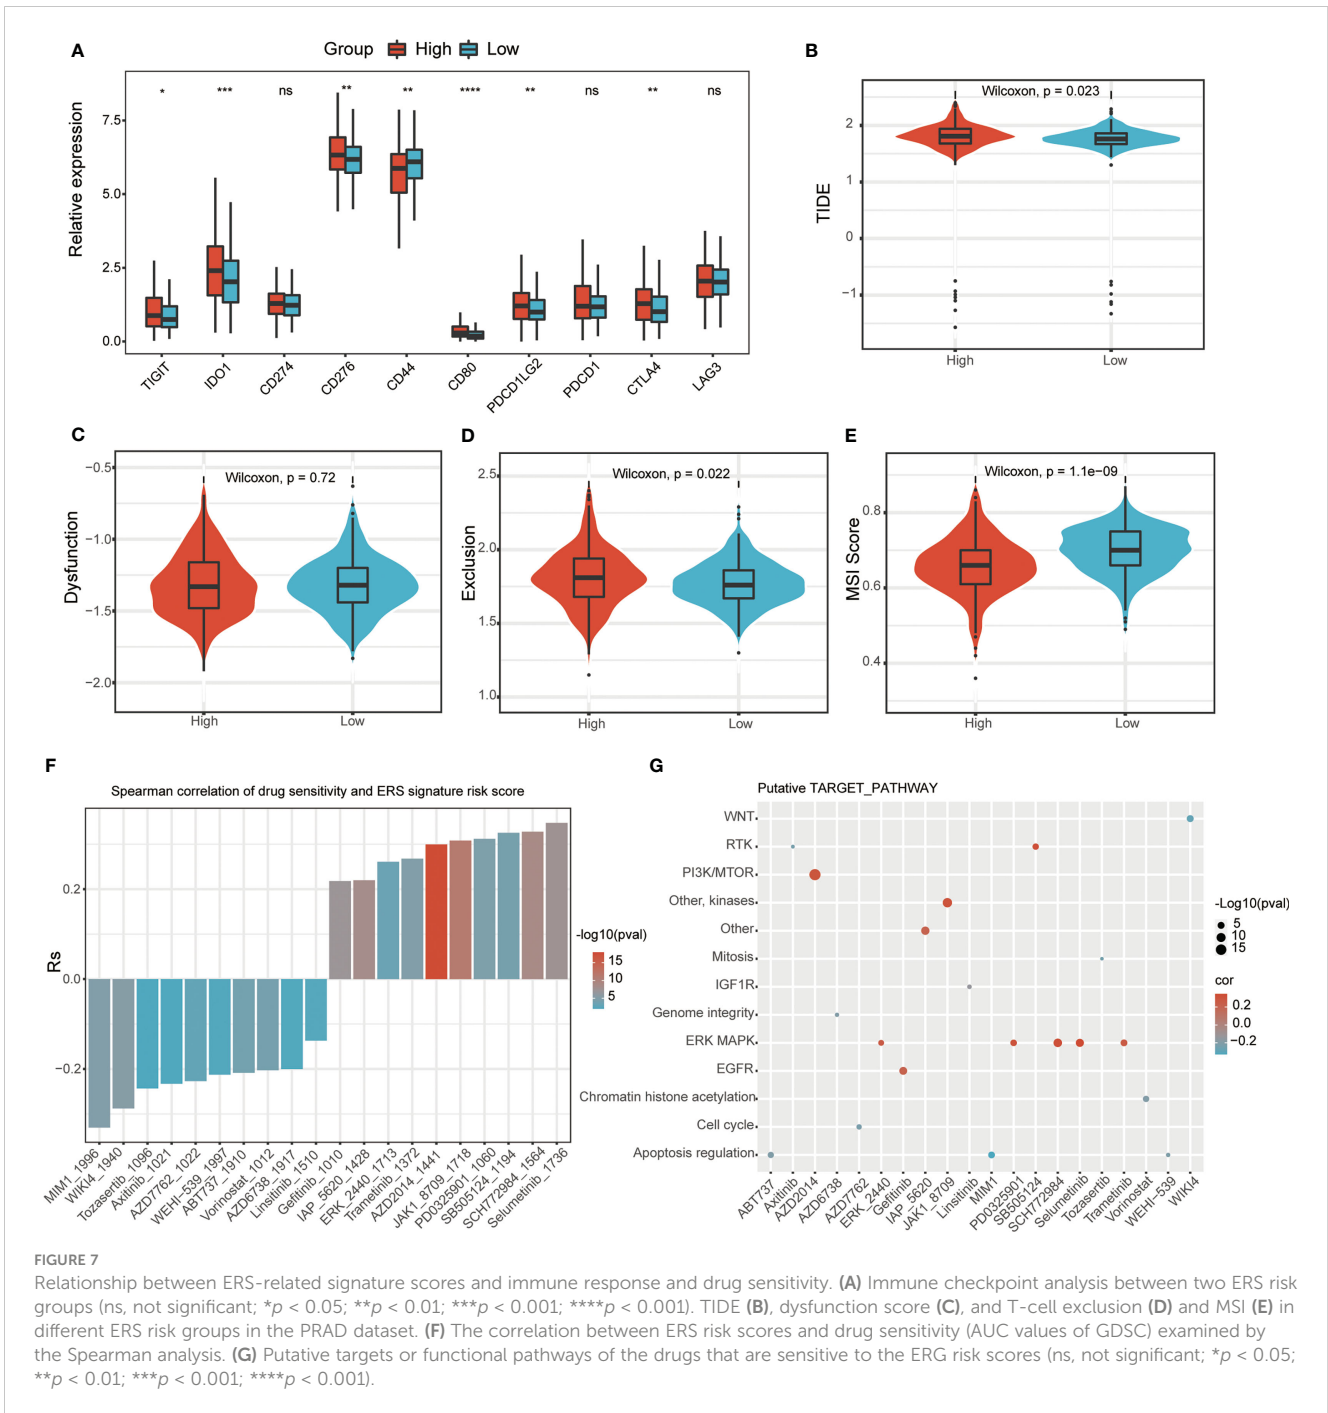 A
Group High Low
* *** ns ** ** **** ** ns ** ns
Relative expression
7.5
5.0
2.5
0.0
TIGIT IDO1 CD274 CD276 CD44 CD80 PDCD1LG2 PDCD1 CTLA4 LAG3
B
Wilcoxon, p = 0.023
TIDE
2
1
0
−1
High Low
C
Wilcoxon, p = 0.72
Dysfunction
−0.5
−1.0
−1.5
−2.0
High Low
D
Wilcoxon, p = 0.022
Exclusion
2.5
2.0
1.5
1.0
High Low
E
Wilcoxon, p = 1.1e−09
MSI Score
0.8
0.6
0.4
High Low
F
Spearman correlation of drug sensitivity and ERS signature risk score
Rs
0.2
0.0
−0.2
-log10(pval)
15
10
5
MIM1_1996 WIKI4_1940 Tozasertib_1096 Axitinib_1021 AZD7762_1022 WEHI−539_1997 ABT737_1910 Vorinostat_1012 AZD6738_1917 Linsitinib_1510 Gefitinib_1010 IAP_5620_1428 ERK_2440_1713 Trametinib_1372 AZD2014_1441 JAK1_8709_1718 PD0325901_1060 SB505124_1194 SCH772984_1564 Selumetinib_1736
G
Putative TARGET_PATHWAY
WNT
RTK
PI3K/MTOR
Other, kinases
Other
Mitosis
IGF1R
Genome integrity
ERK MAPK
EGFR
Chromatin histone acetylation
Cell cycle
Apoptosis regulation
ABT737 Axitinib AZD2014 AZD6738 AZD7762 ERK_2440 Gefitinib IAP_5620 JAK1_8709 Linsitinib MIM1 PD0325901 SB505124 SCH772984 Selumetinib Tozasertib Trametinib Vorinostat WEHI−539 WIKI4
-Log10(pval)
5
10
15
cor
0.2
0.0
−0.2
FIGURE 7
Relationship between ERS-related signature scores and immune response and drug sensitivity. (A) Immune checkpoint analysis between two ERS risk
groups (ns, not significant; *p < 0.05; **p < 0.01; ***p < 0.001; ****p < 0.001). TIDE (B), dysfunction score (C), and T-cell exclusion (D) and MSI (E) in
different ERS risk groups in the PRAD dataset. (F) The correlation between ERS risk scores and drug sensitivity (AUC values of GDSC) examined by
the Spearman analysis. (G) Putative targets or functional pathways of the drugs that are sensitive to the ERG risk scores (ns, not significant; *p < 0.05;
**p < 0.01; ***p < 0.001; ****p < 0.001).